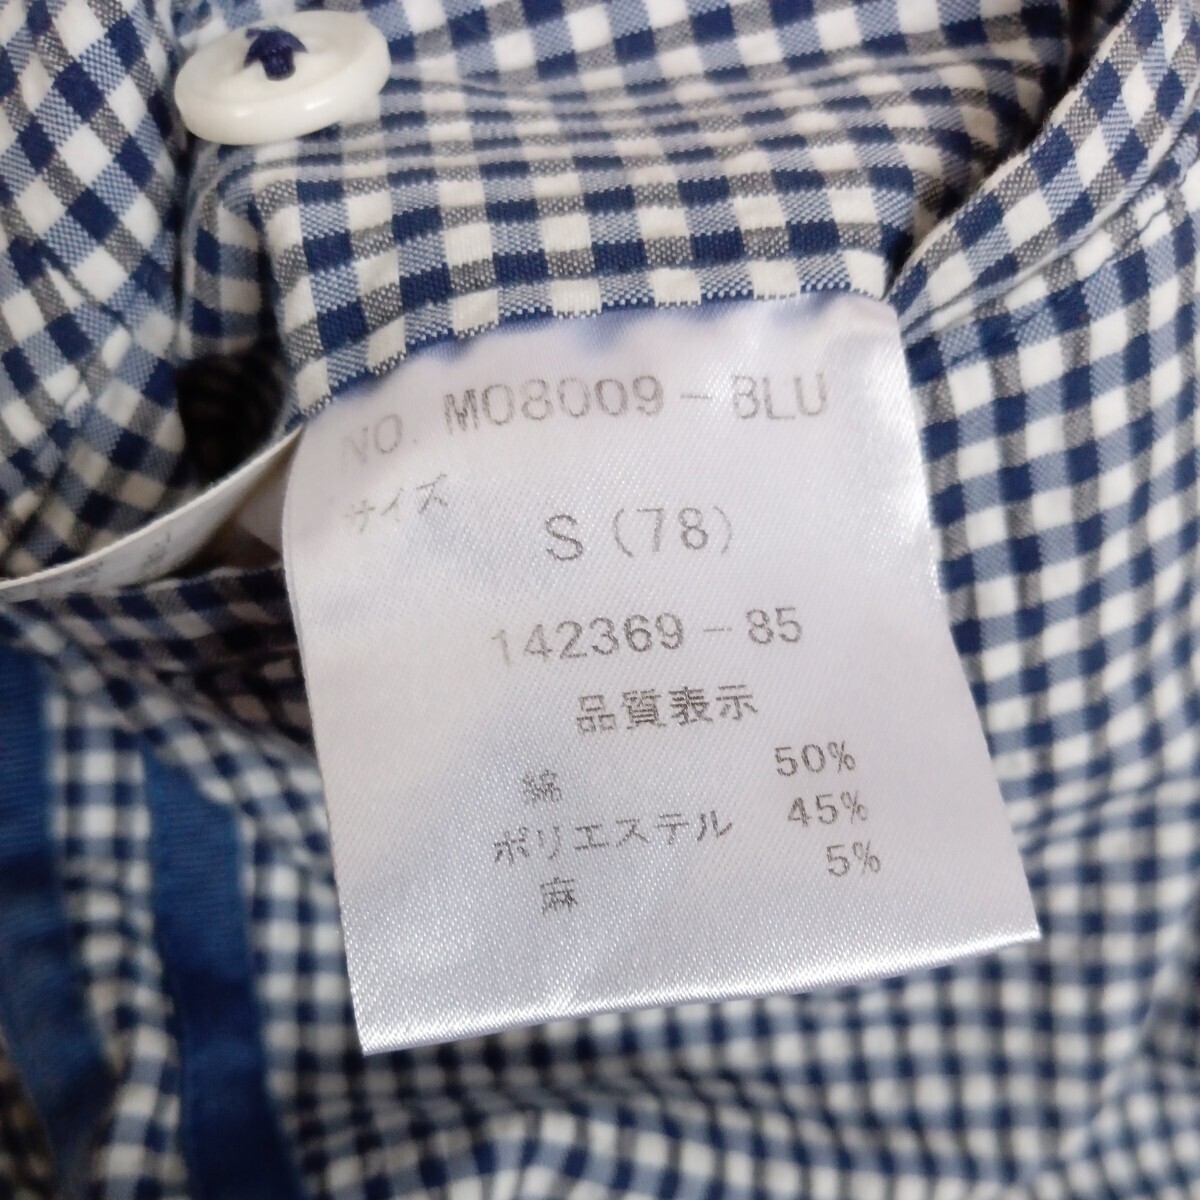 NO. M08009-BLU
サイズ
S (78)
142369-85
品質表示
綿 50%
ポリエステル 45%
麻 5%